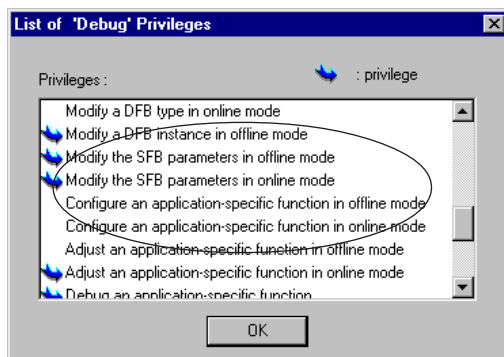 List of 'Debug' Privileges
Privileges :
: privilege
Modify a DFB type in online mode
Modify a DFB instance in offline mode
Modify the SFB parameters in offline mode
Modify the SFB parameters in online mode
Configure an application-specific function in offline mode
Configure an application-specific function in online mode
Adjust an application-specific function in offline mode
Adjust an application-specific function in online mode
Debug an application-specific function
OK